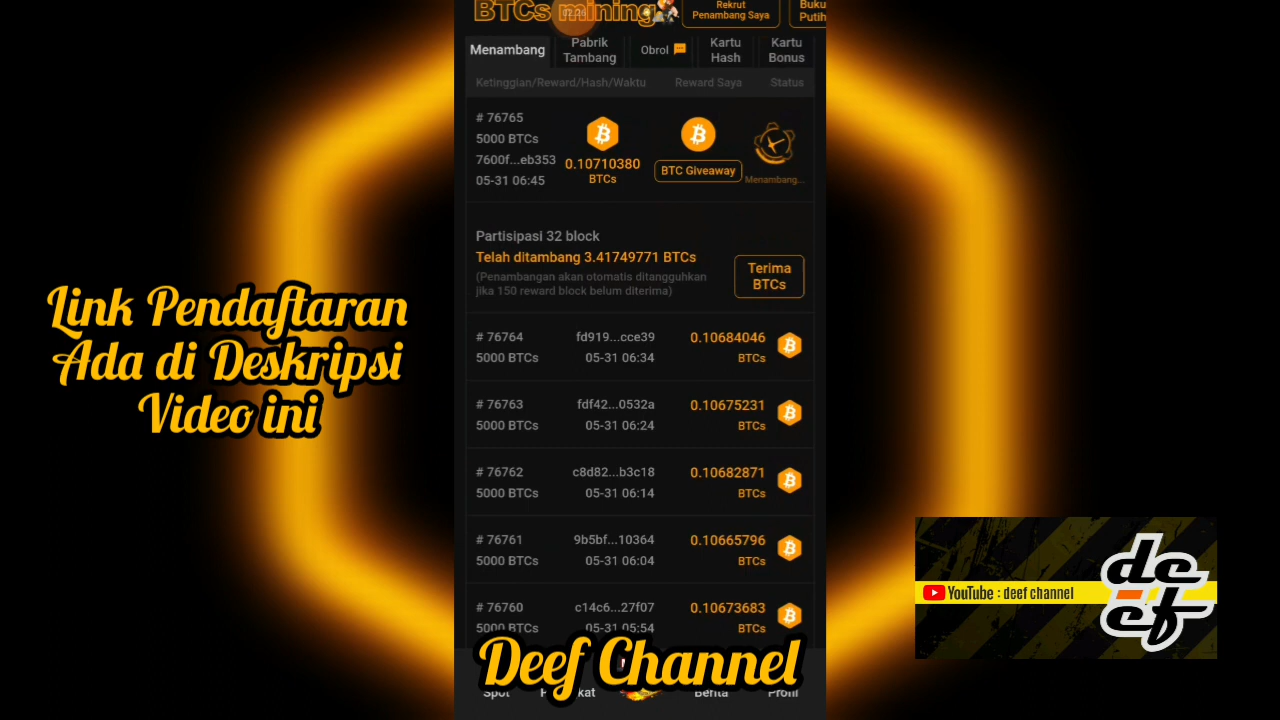 BTCs mining
02:26
Rekrut
Penambang Saya
Buku
Putih
Menambang
Pabrik
Tambang
Obrol
Kartu
Hash
Kartu
Bonus
Ketinggian/Reward/Hash/Waktu
Reward Saya
Status
# 76765
5000 BTCs
7600f...eb353
05-31 06:45
0.10710380
BTCs
BTC Giveaway
Menambang...
Partisipasi 32 block
Telah ditambang 3.41749771 BTCs
(Penambangan akan otomatis ditangguhkan
jika 150 reward block belum diterima)
Terima
BTCs
# 76764
fd919...cce39
0.10684046
5000 BTCs
05-31 06:34
BTCs
# 76763
fdf42...0532a
0.10675231
5000 BTCs
05-31 06:24
BTCs
# 76762
c8d82...b3c18
0.10682871
5000 BTCs
05-31 06:14
BTCs
# 76761
9b5bf...10364
0.10665796
5000 BTCs
05-31 06:04
BTCs
# 76760
c14c6...27f07
0.10673683
5000 BTCs
05-31 05:54
BTCs
Spot
Berita
Profil
Link Pendaftaran
Ada di Deskripsi
Video ini
Deef Channel
YouTube : deef channel
deef